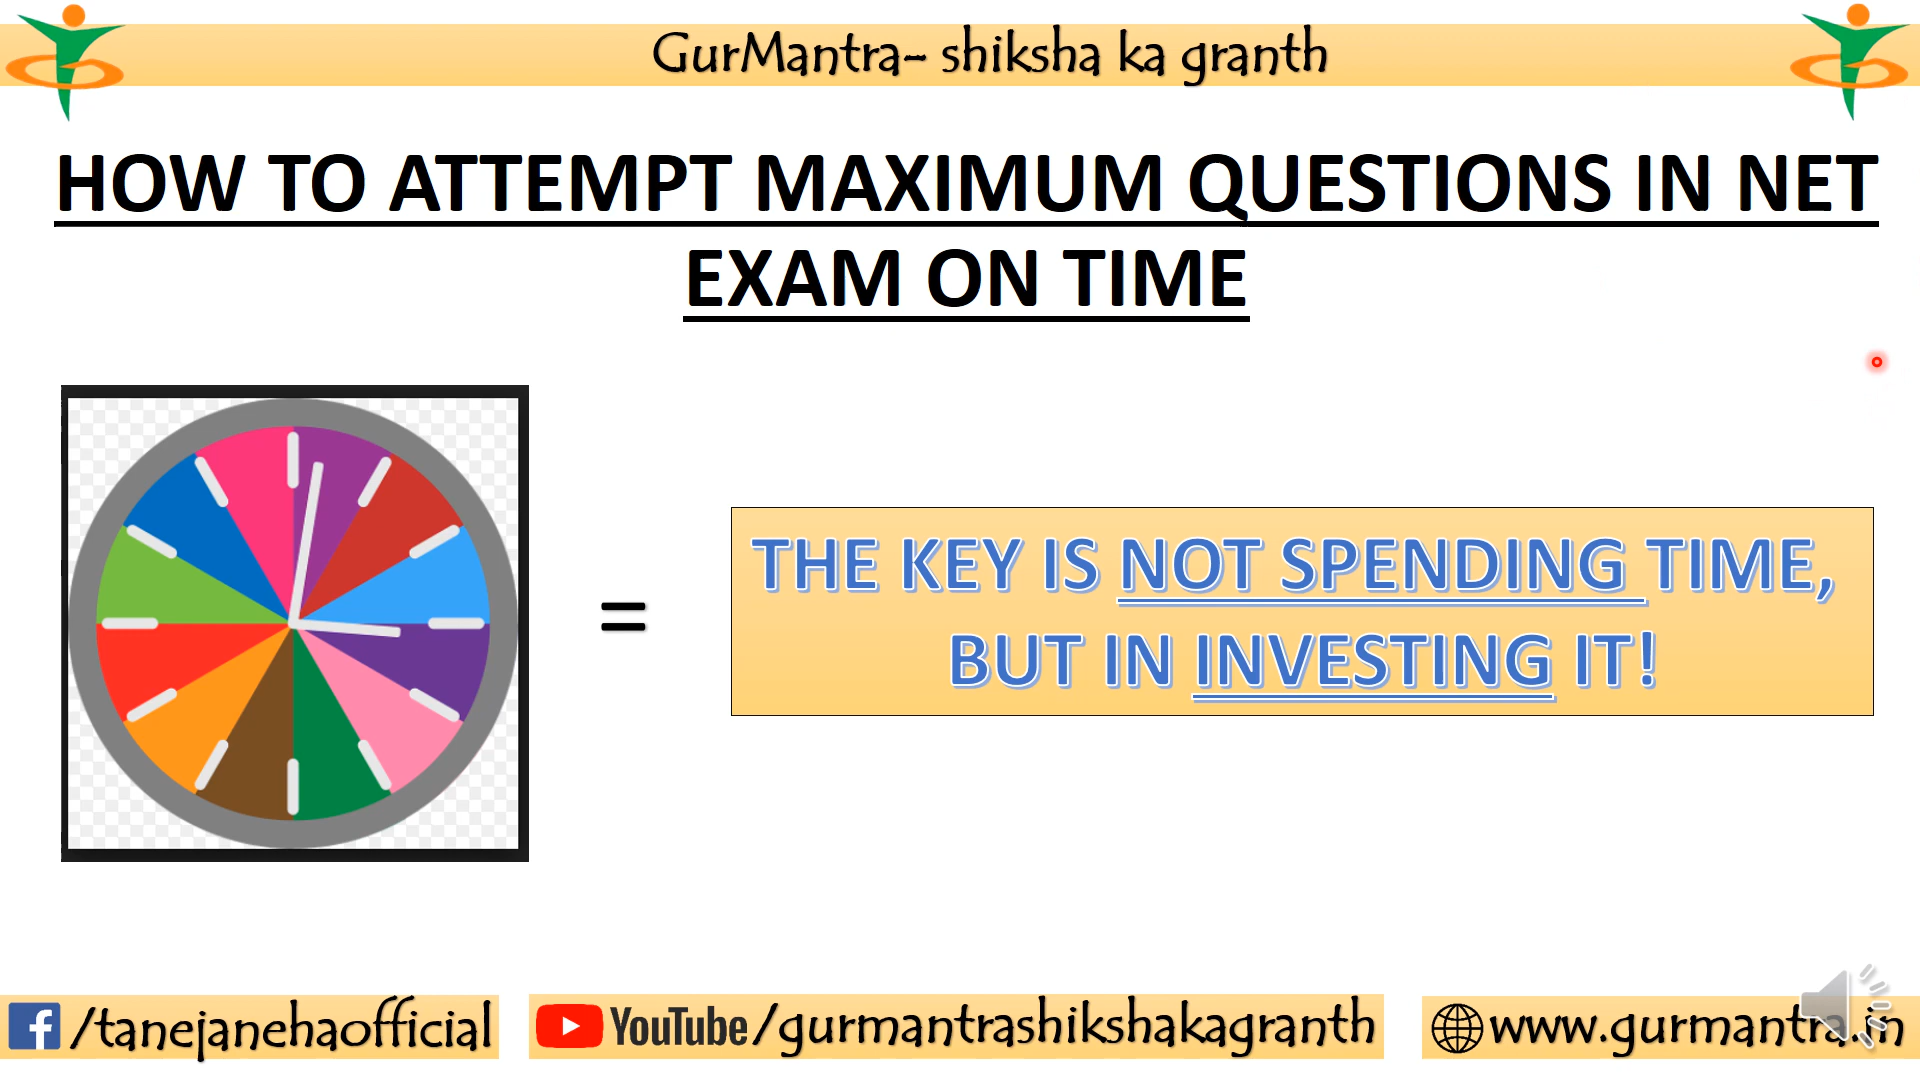 GurMantra- shiksha ka granth
HOW TO ATTEMPT MAXIMUM QUESTIONS IN NET
EXAM ON TIME
=
THE KEY IS NOT SPENDING TIME,
BUT IN INVESTING IT!
/tanejanehaofficial
YouTube/gurmantrashikshakagranth
www.gurmantra.in